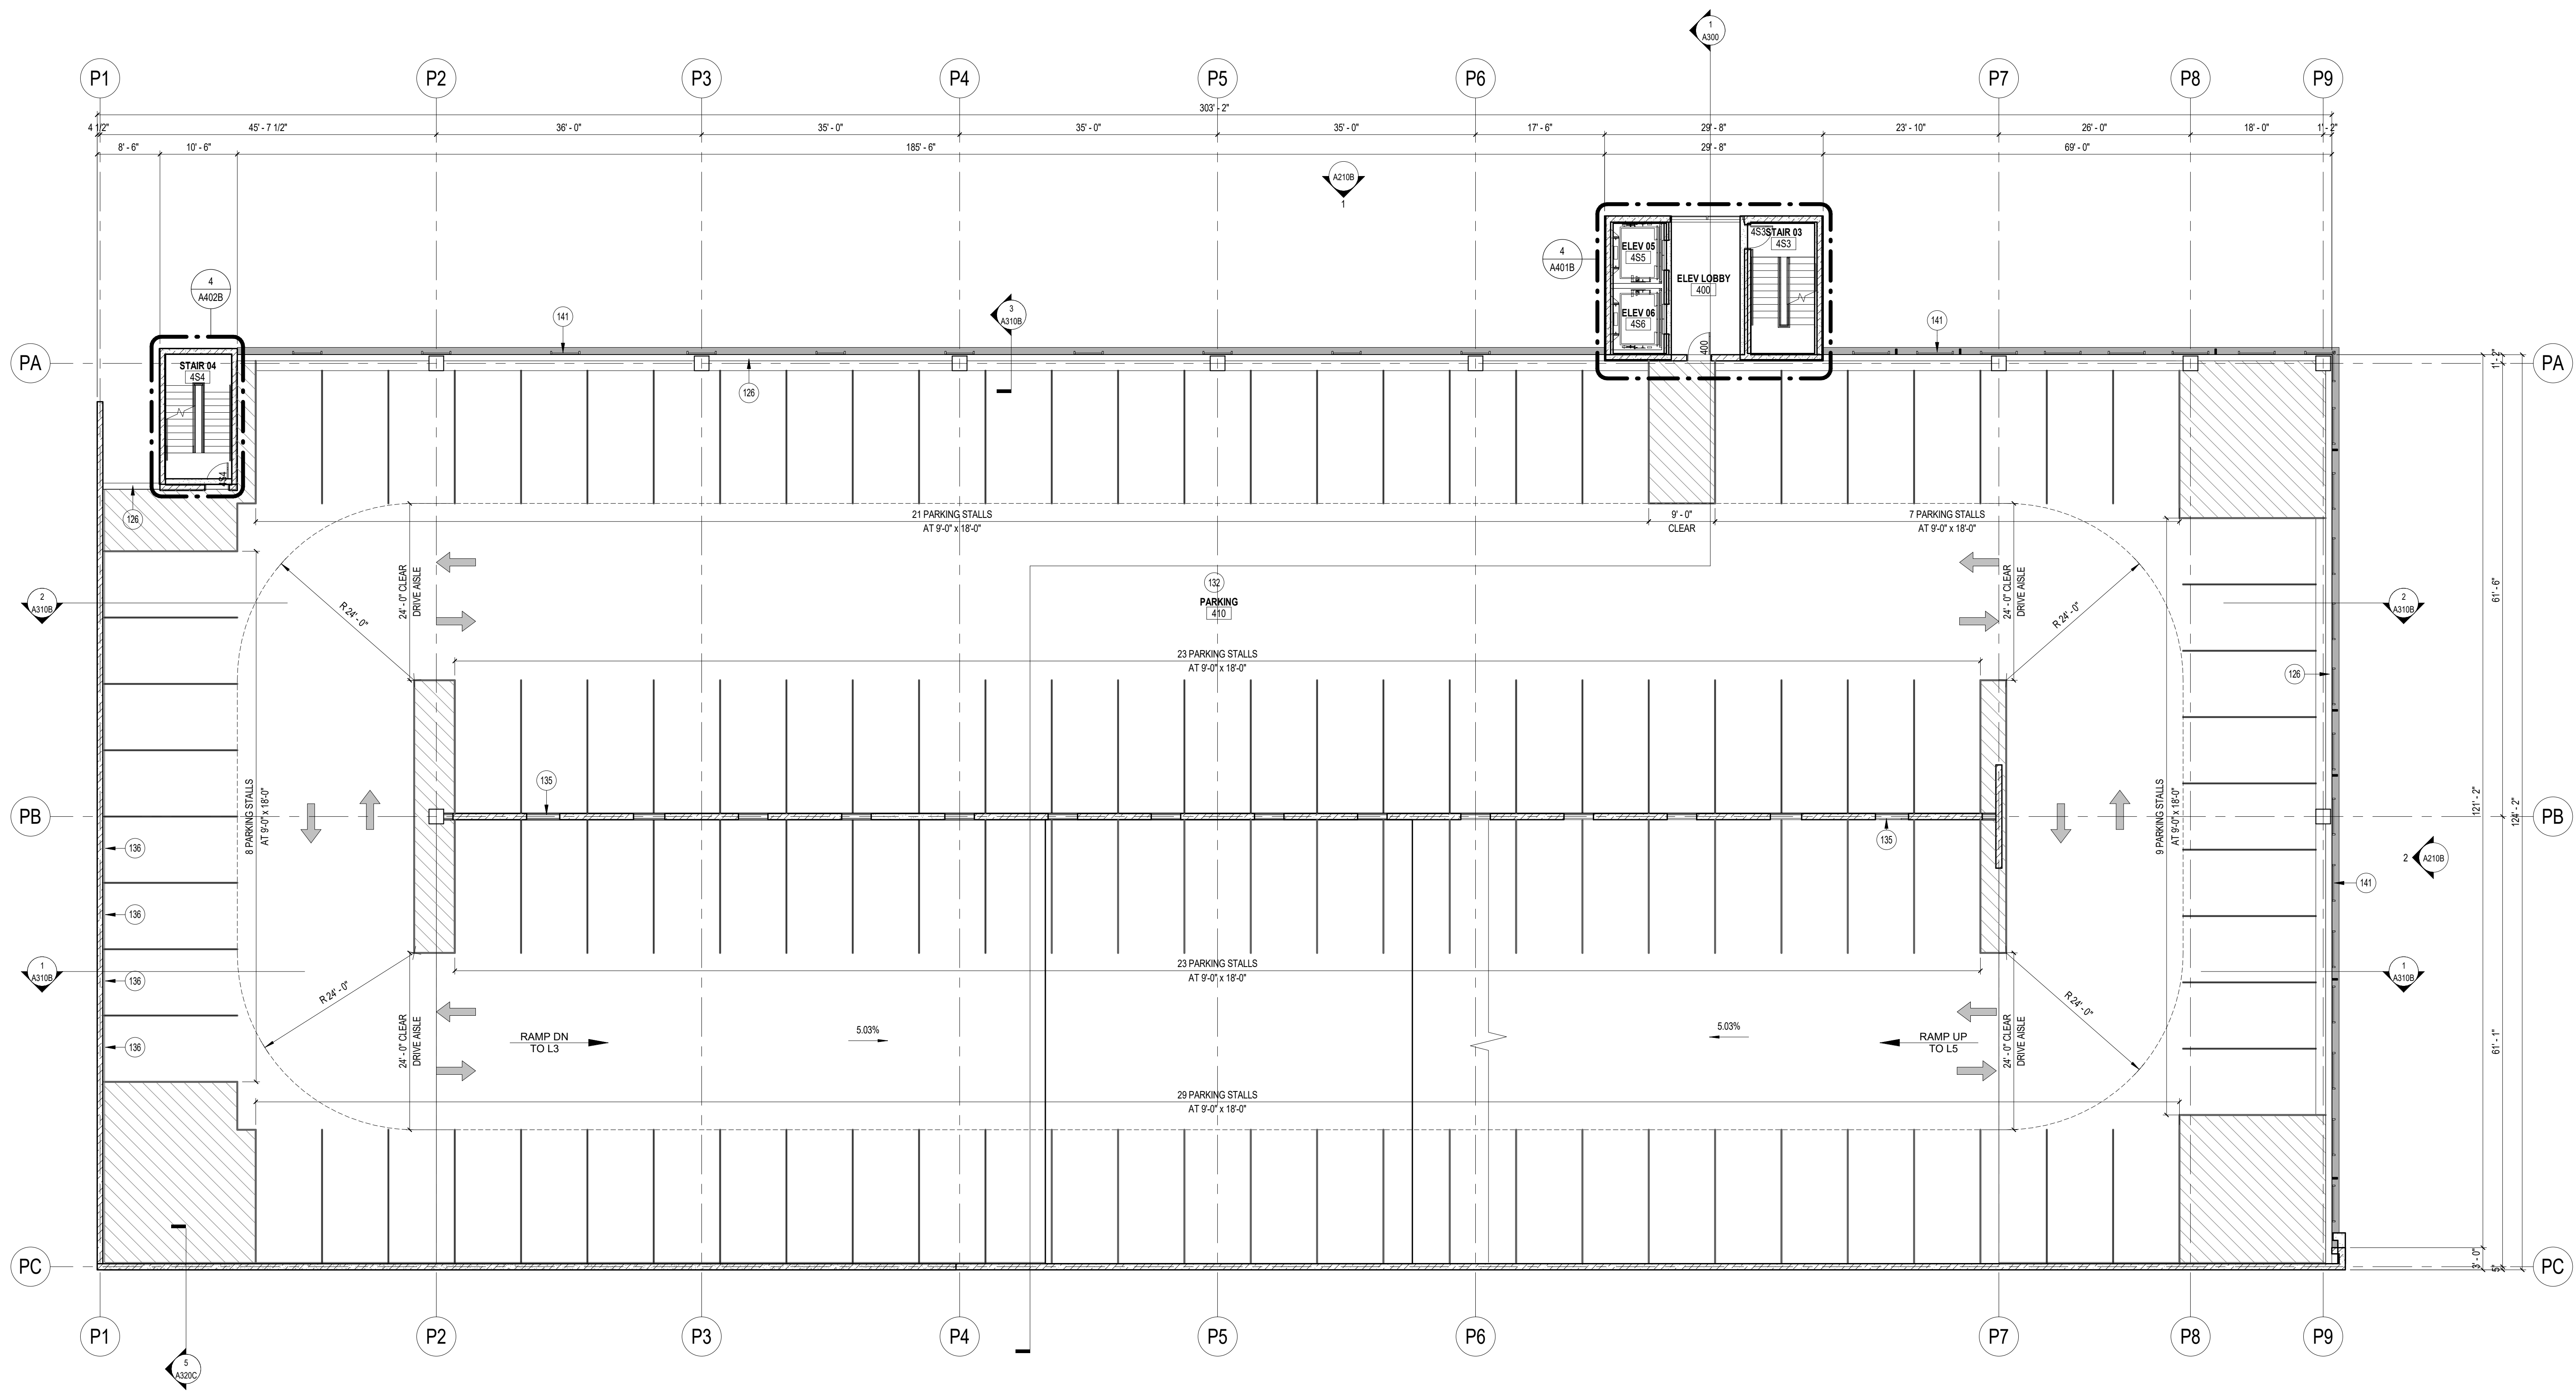 1
A300
P1 P2 P3 P4 P5 P6 P7 P8 P9
303' - 2"
4 1/2" 45' - 7 1/2" 36' - 0" 35' - 0" 35' - 0" 35' - 0" 17' - 6" 29' - 8" 23' - 10" 26' - 0" 18' - 0" 1' - 2"
8' - 6" 10' - 6" 185' - 6" 29' - 8" 69' - 0"
A210B
1
4
A401B
ELEV 05
4S5
ELEV LOBBY
400
ELEV 06
4S6
400
4S3
STAIR 03
4S3
4
A402B
141
3
A310B
141
PA
STAIR 04
4S4
4S4
126
126
PA
1' - 2"
21 PARKING STALLS
AT 9'-0" x 18'-0"
9' - 0"
CLEAR
7 PARKING STALLS
AT 9'-0" x 18'-0"
24' - 0" CLEAR
DRIVE AISLE
24' - 0" CLEAR
DRIVE AISLE
132
PARKING
410
2
A310B
R 24' - 0"
R 24' - 0"
2
A310B
61' - 6"
23 PARKING STALLS
AT 9'-0" x 18'-0"
126
135
PB
8 PARKING STALLS
AT 9'-0" x 18'-0"
9 PARKING STALLS
AT 9'-0" x 18'-0"
PB
121' - 2"
124' - 2"
135
136
2
A210B
141
136
1
A310B
136
23 PARKING STALLS
AT 9'-0" x 18'-0"
1
A310B
R 24' - 0"
R 24' - 0"
24' - 0" CLEAR
DRIVE AISLE
RAMP DN
TO L3
5.03%
5.03%
RAMP UP
TO L5
24' - 0" CLEAR
DRIVE AISLE
61' - 1"
136
29 PARKING STALLS
AT 9'-0" x 18'-0"
PC
3' - 0"
5"
PC
P1 P2 P3 P4 P5 P6 P7 P8 P9
5
A320C